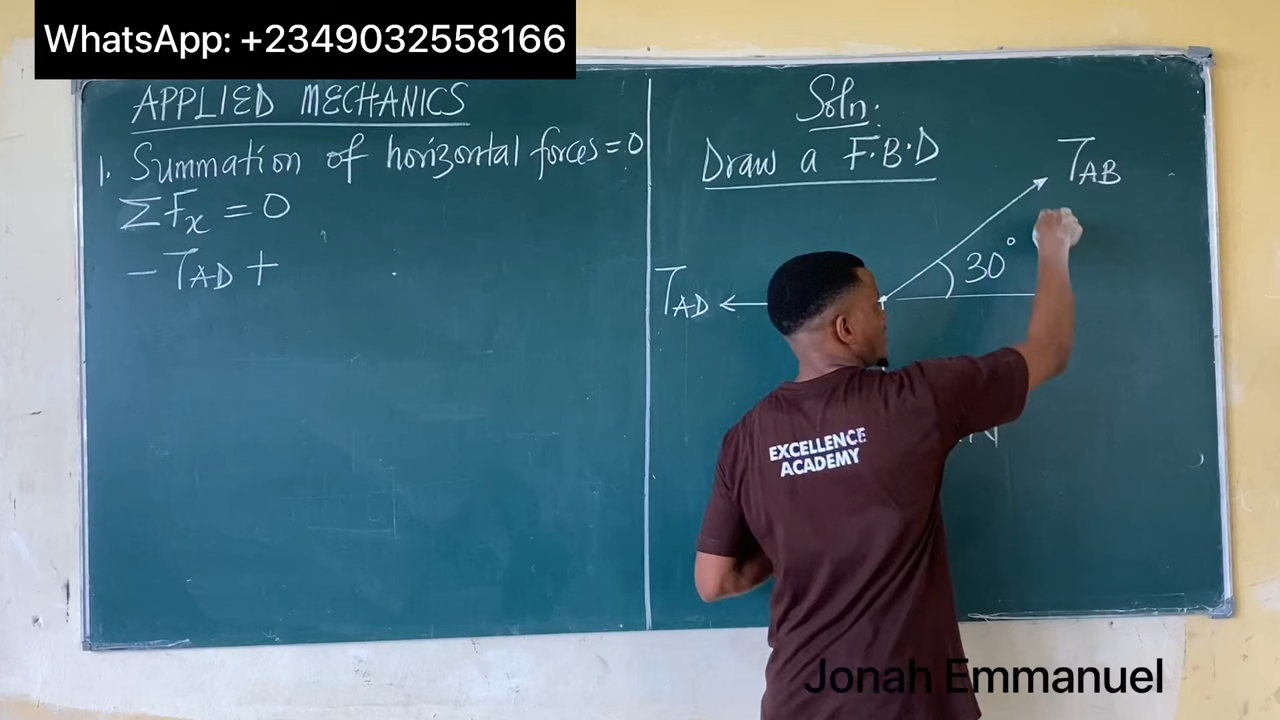 WhatsApp: +2349032558166
APPLIED MECHANICS
1. Summation of horizontal forces = 0
ΣFx = 0
- TAD +
Soln:
Draw a F.B.D
TAB
30°
TAD
N
EXCELLENCE
ACADEMY
Jonah Emmanuel